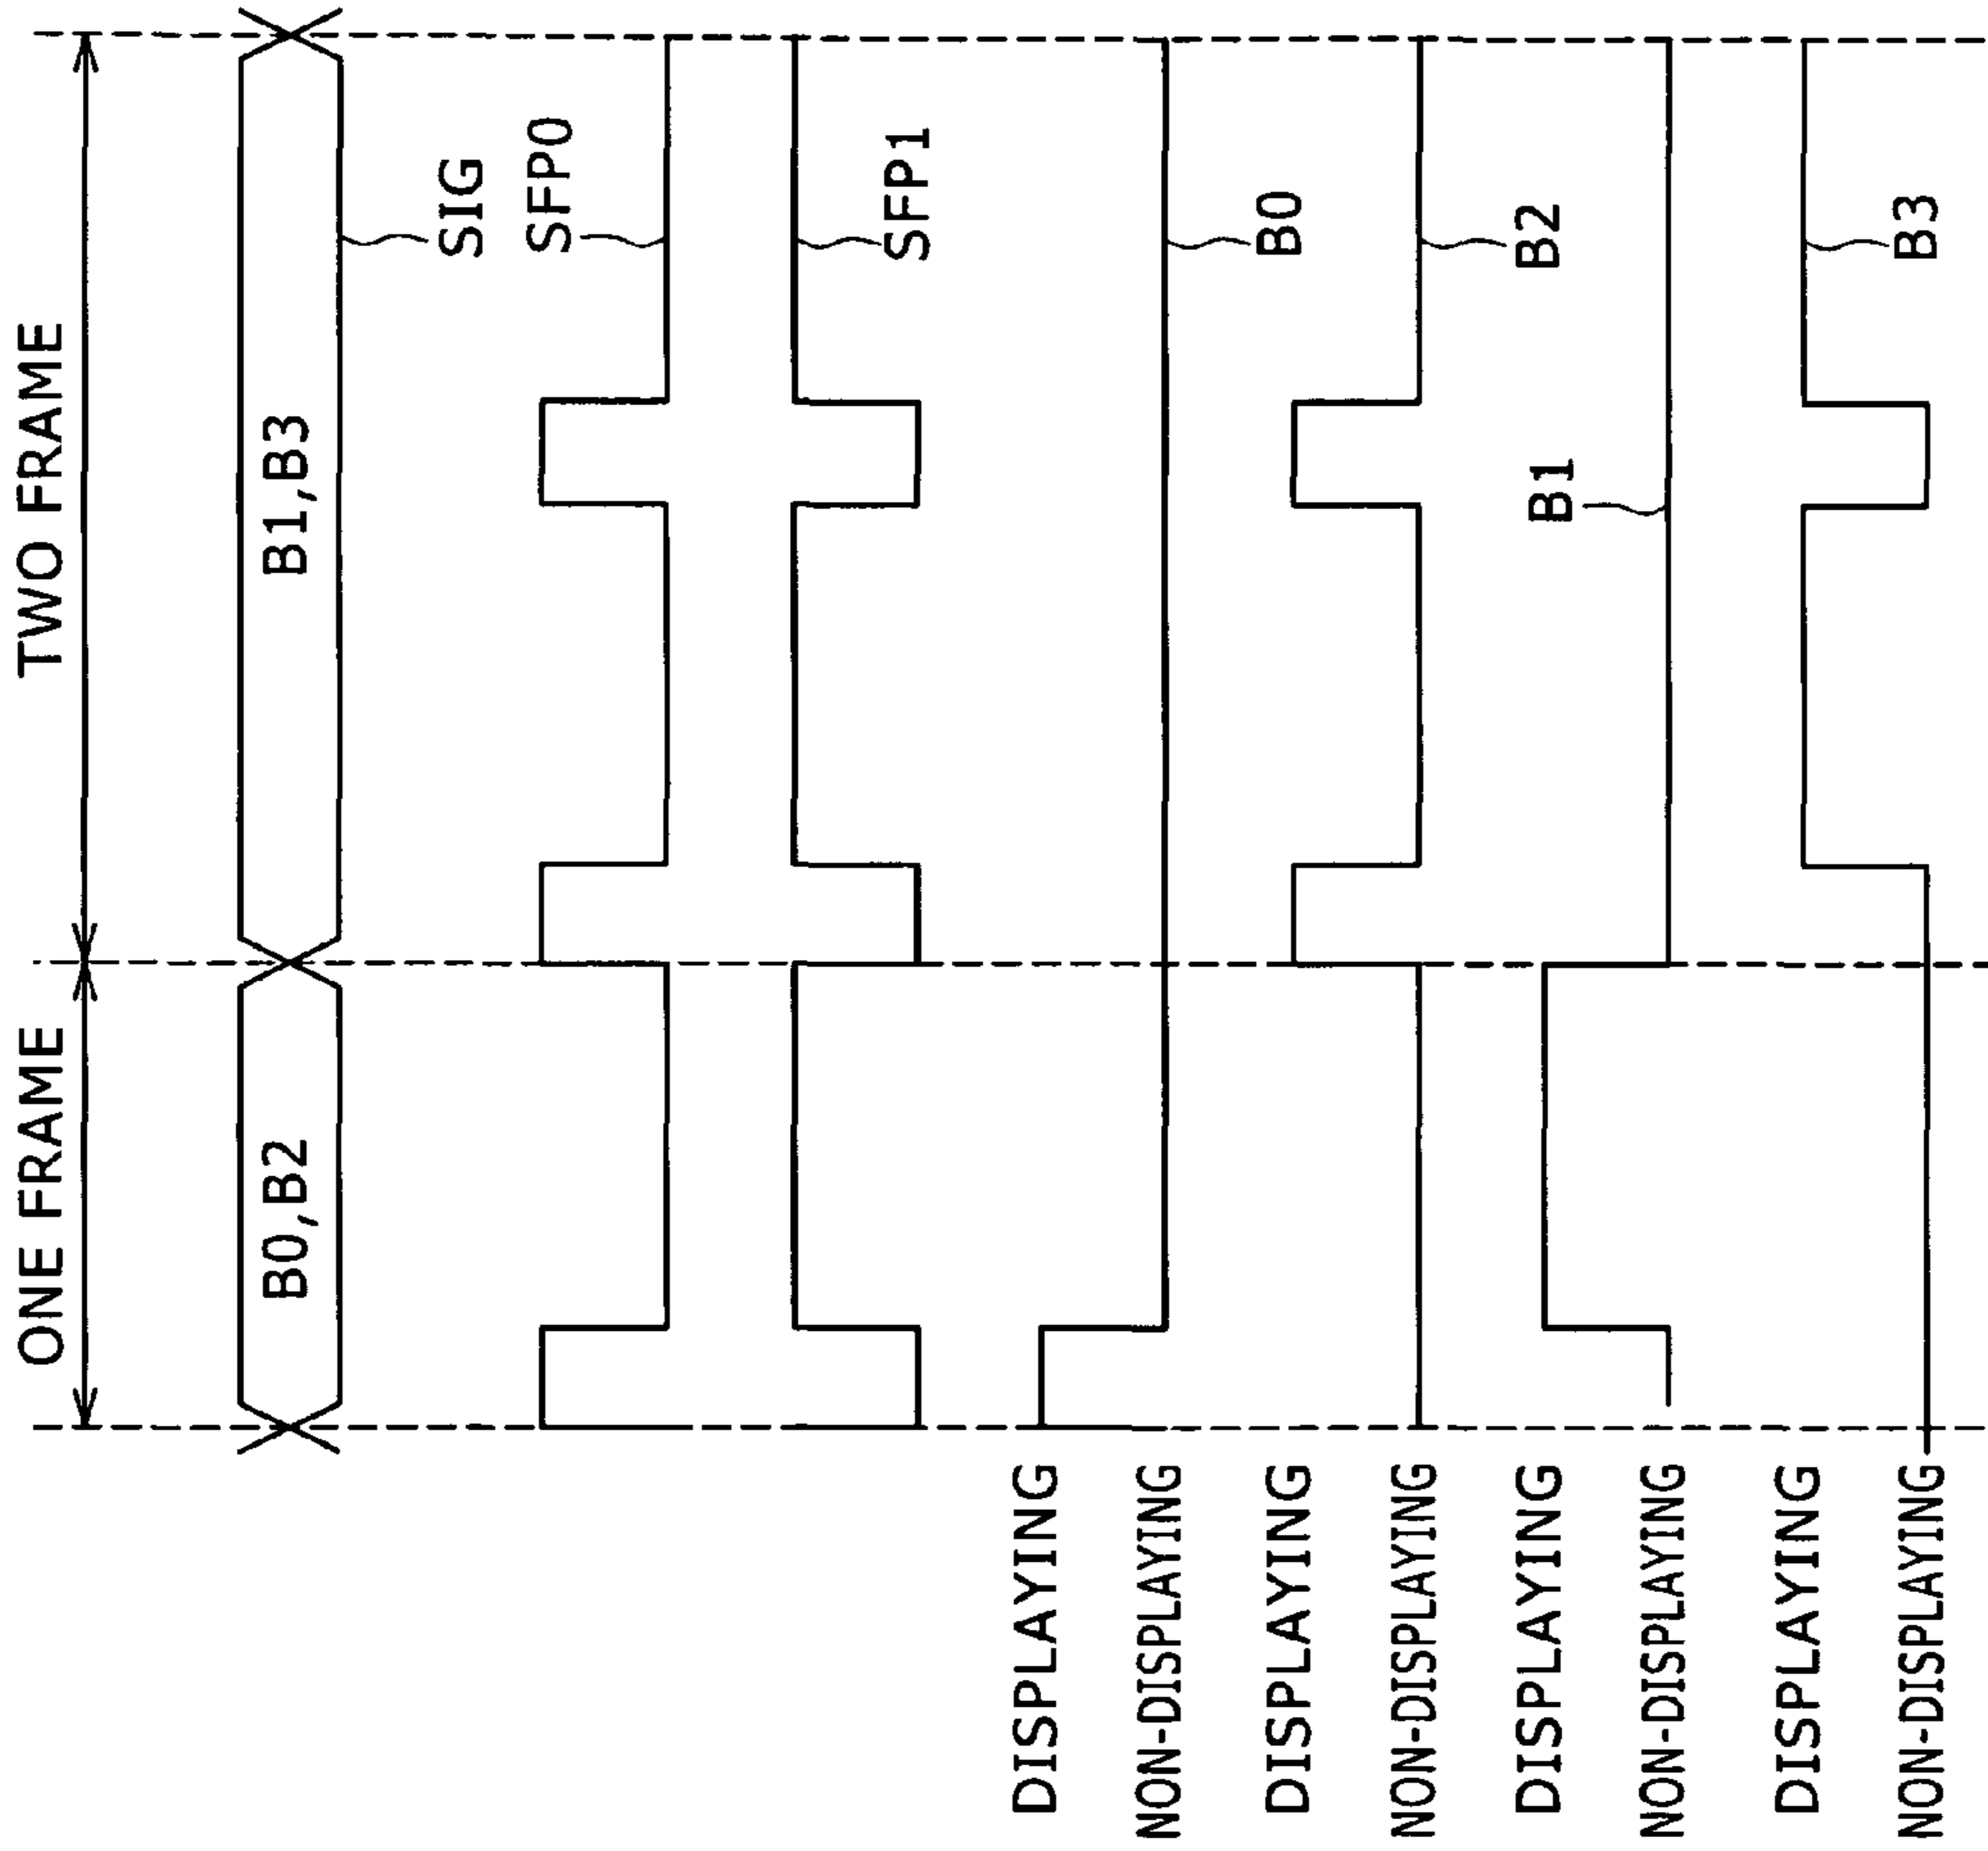 ONE FRAME
TWO FRAME
B0,B2
B1,B3
SIG
SFP0
SFP1
DISPLAYING
NON-DISPLAYING
B0
DISPLAYING
NON-DISPLAYING
B2
DISPLAYING
B1
NON-DISPLAYING
DISPLAYING
NON-DISPLAYING
B3